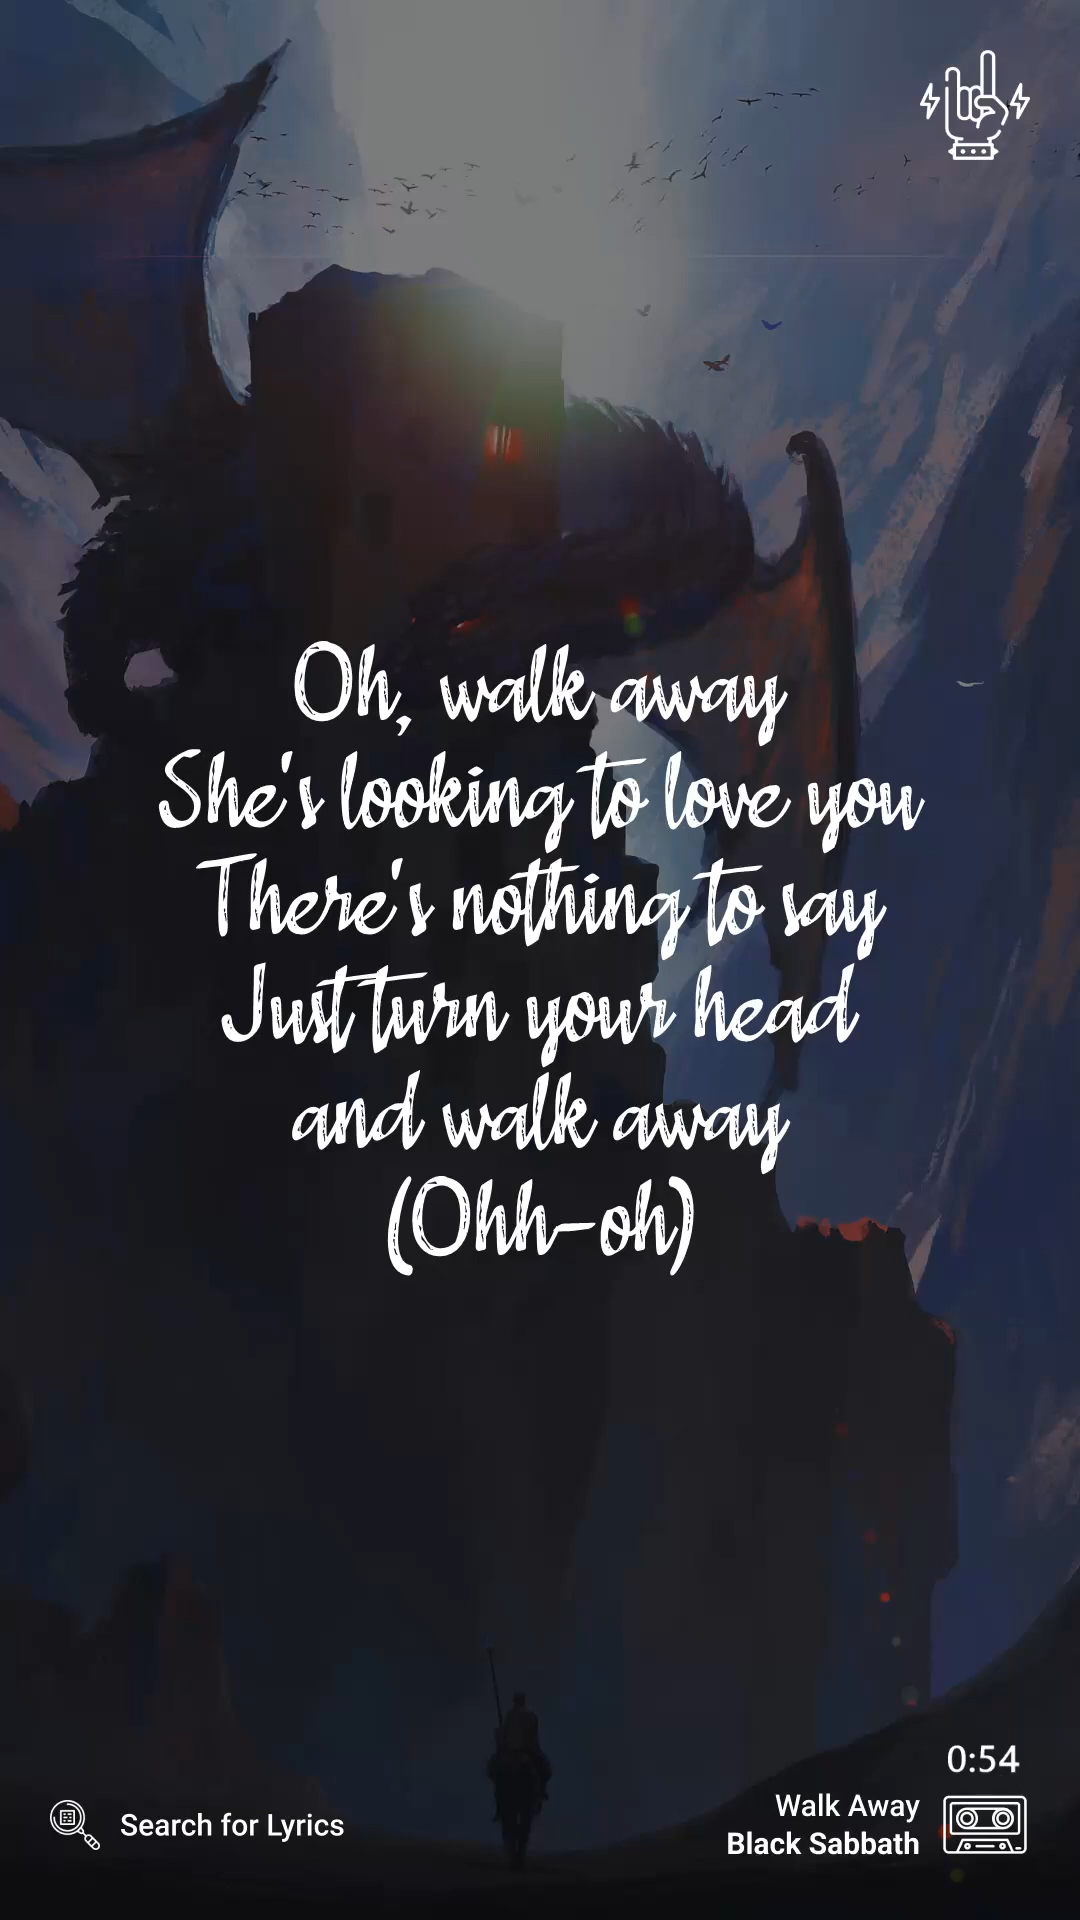 Oh, walk away
She's looking to love you
There's nothing to say
Just turn your head
and walk away
(Ohh-oh)
0:54
Search for Lyrics
Walk Away
Black Sabbath